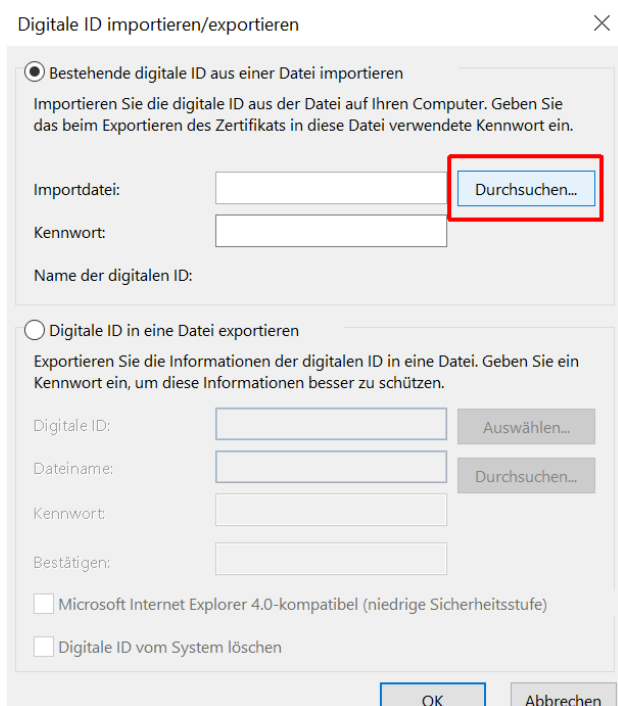 Digitale ID importieren/exportieren
Bestehende digitale ID aus einer Datei importieren
Importieren Sie die digitale ID aus der Datei auf Ihren Computer. Geben Sie
das beim Exportieren des Zertifikats in diese Datei verwendete Kennwort ein.
Importdatei:
Durchsuchen...
Kennwort:
Name der digitalen ID:
Digitale ID in eine Datei exportieren
Exportieren Sie die Informationen der digitalen ID in eine Datei. Geben Sie ein
Kennwort ein, um diese Informationen besser zu schützen.
Digitale ID:
Auswählen...
Dateiname:
Durchsuchen...
Kennwort:
Bestätigen:
Microsoft Internet Explorer 4.0-kompatibel (niedrige Sicherheitsstufe)
Digitale ID vom System löschen
OK
Abbrechen